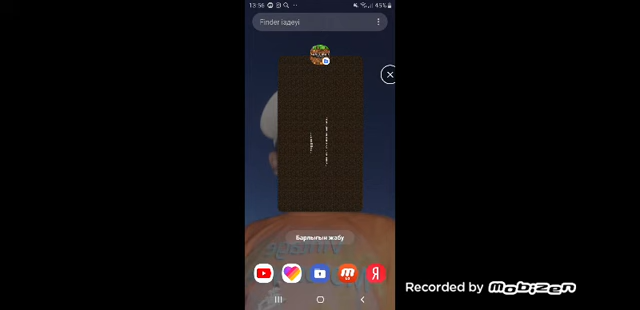 13:56
45%
Finder іздеуі
Барлығын жабу
Я
Recorded by MOBIZEN